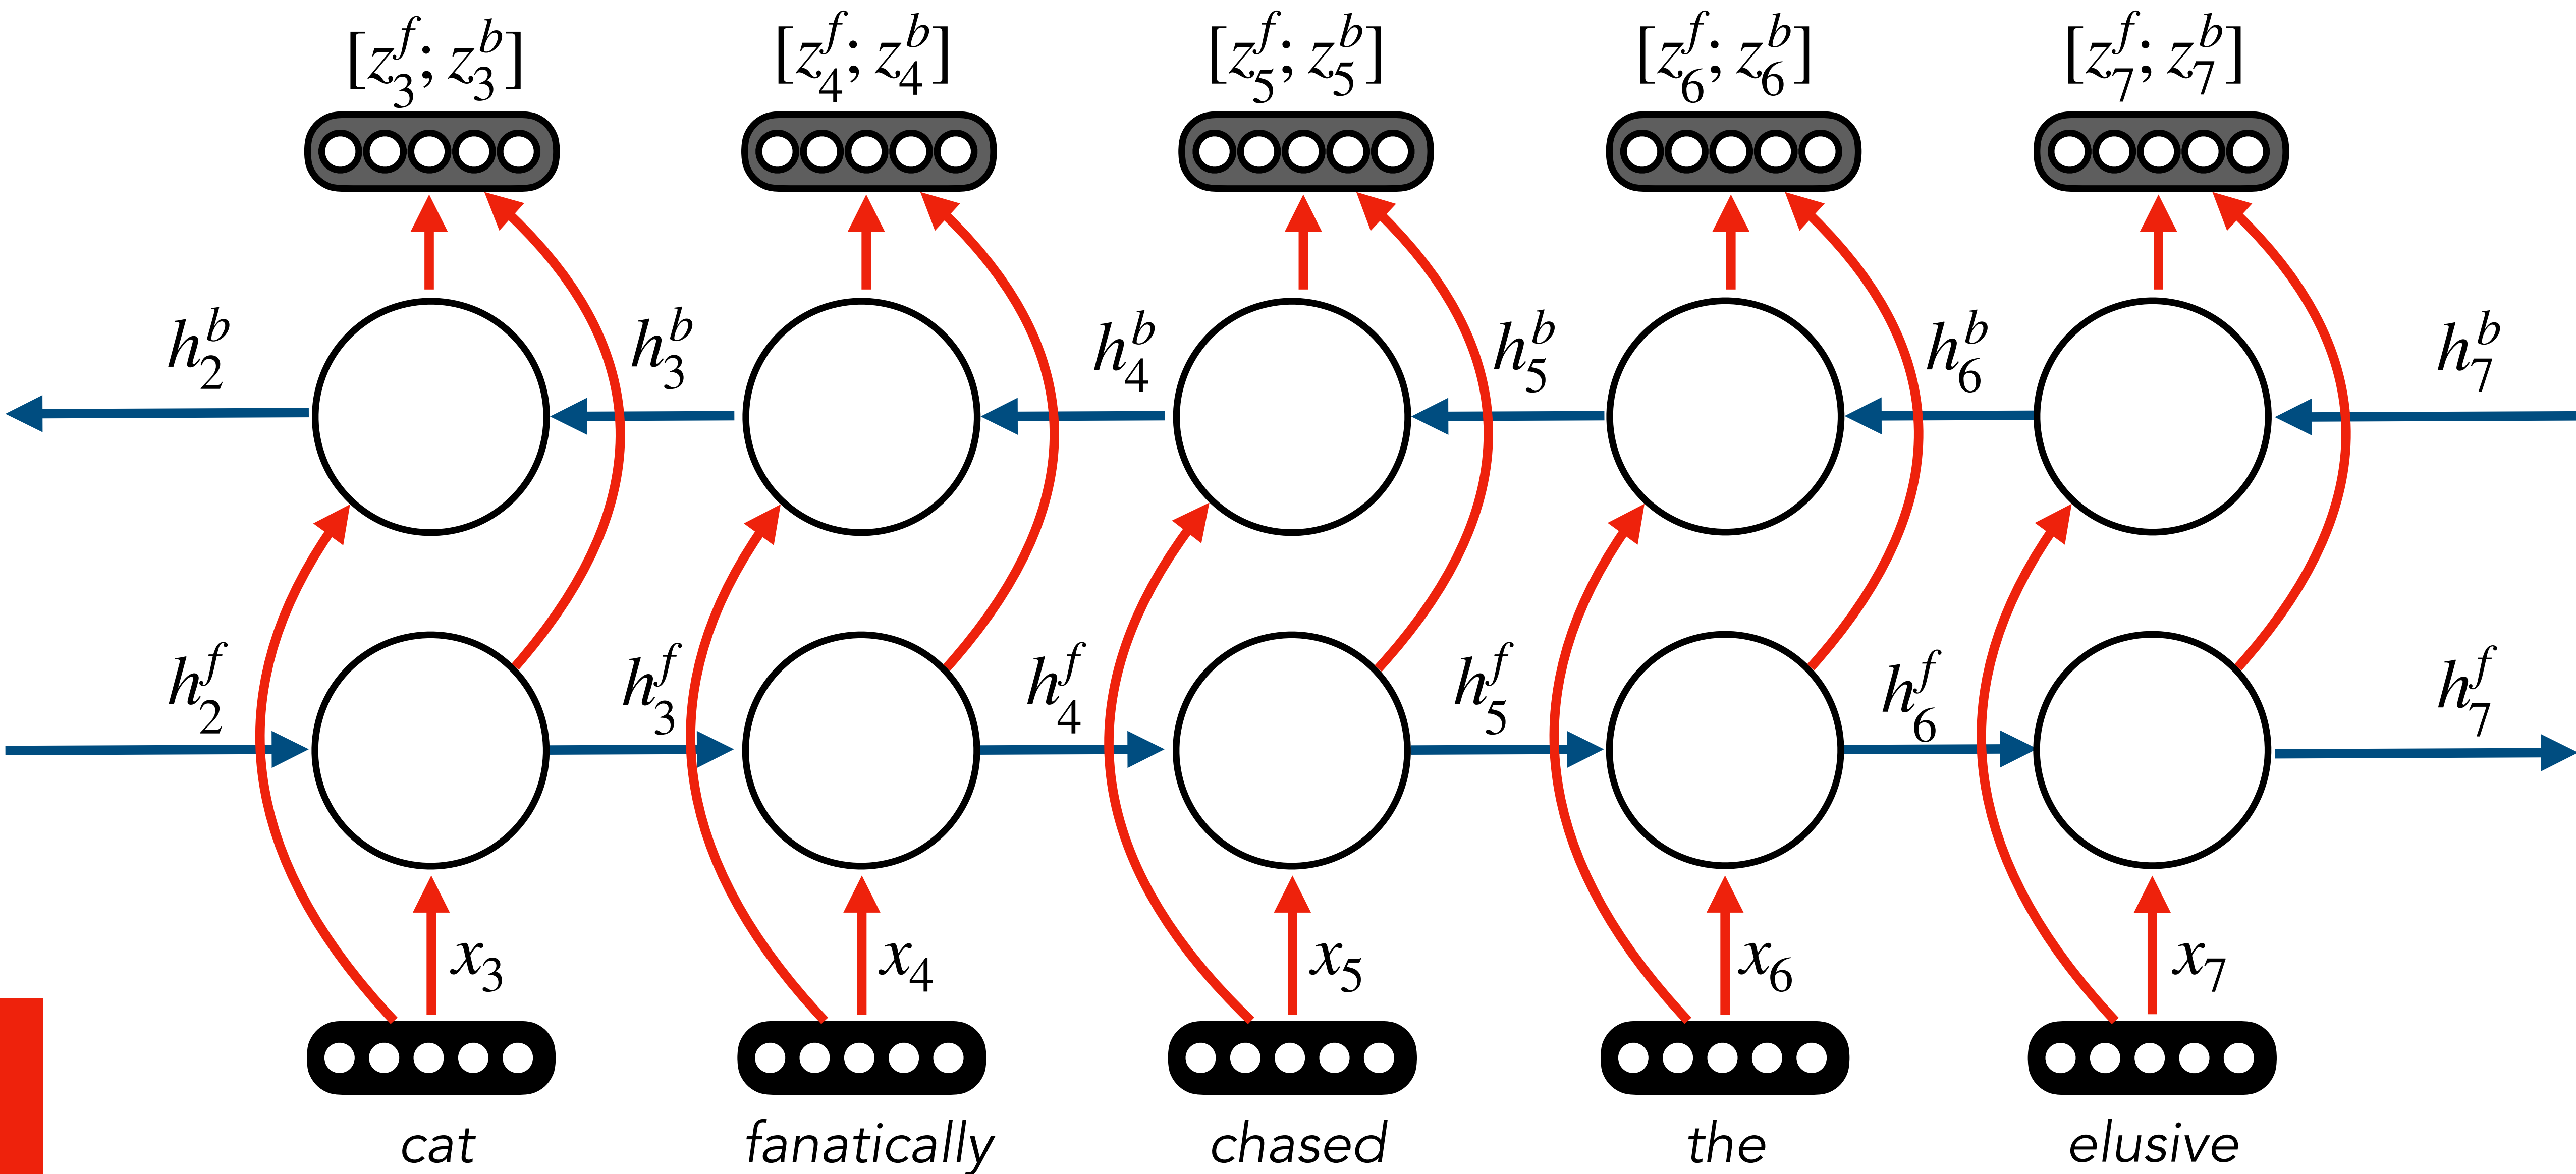 [z_3^f; z_3^b] [z_4^f; z_4^b] [z_5^f; z_5^b] [z_6^f; z_6^b] [z_7^f; z_7^b]
h_2^b h_3^b h_4^b h_5^b h_6^b h_7^b
h_2^f h_3^f h_4^f h_5^f h_6^f h_7^f
x_3 x_4 x_5 x_6 x_7
cat fanatically chased the elusive